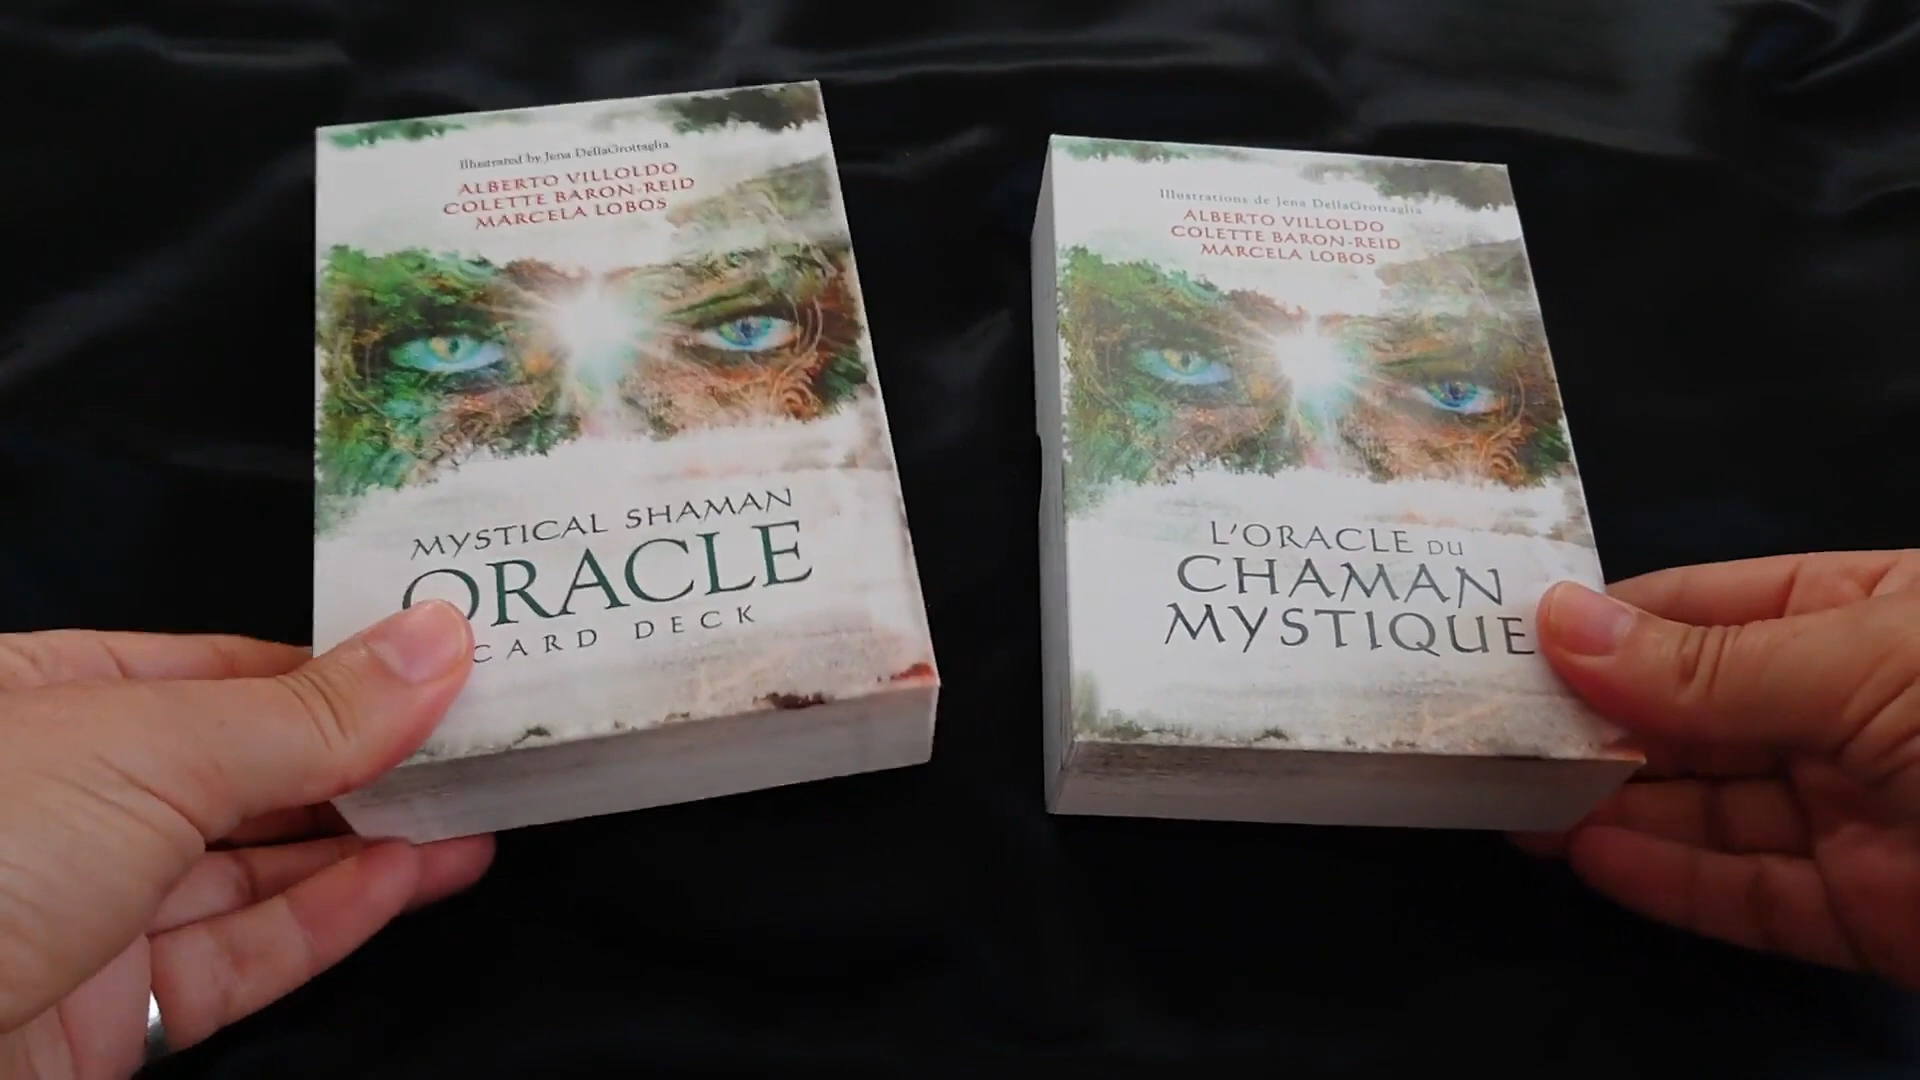 Illustrated by Jena DellaGrottaglia
ALBERTO VILLOLDO
COLETTE BARON-REID
MARCELA LOBOS
MYSTICAL SHAMAN
ORACLE
CARD DECK
Illustrations de Jena DellaGrottaglia
ALBERTO VILLOLDO
COLETTE BARON-REID
MARCELA LOBOS
L'ORACLE DU
CHAMAN
MYSTIQUE